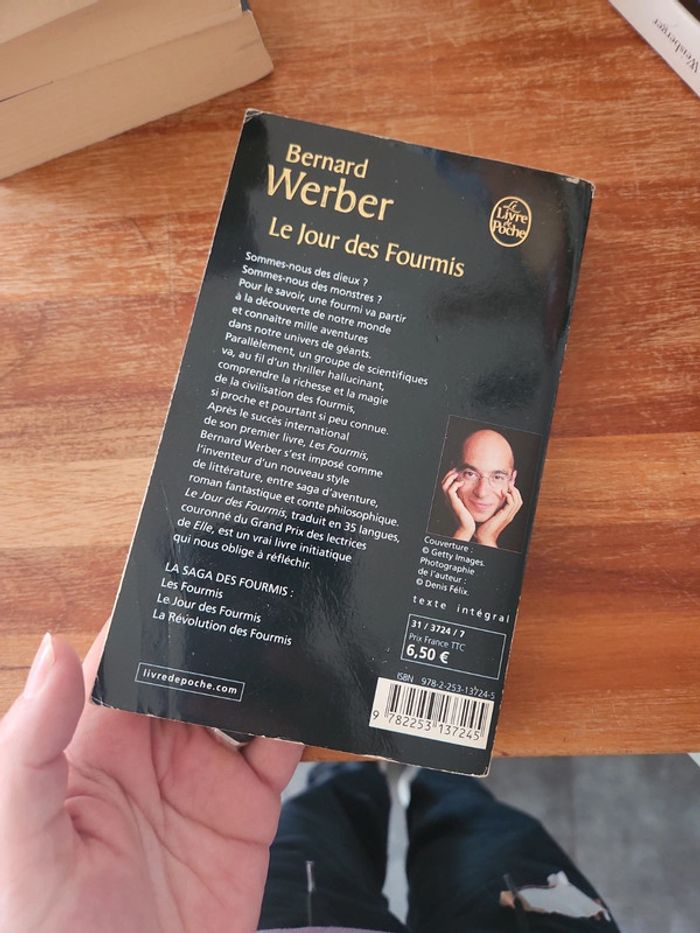 Weisberger
Bernard
Werber
Le
Livre
de
Poche
Le Jour des Fourmis
Sommes-nous des dieux ?
Sommes-nous des monstres ?
Pour le savoir, une fourmi va partir
à la découverte de notre monde
et connaître mille aventures
dans notre univers de géants.
Parallèlement, un groupe de scientifiques
va, au fil d'un thriller hallucinant,
comprendre la richesse et la magie
de la civilisation des fourmis,
si proche et pourtant si peu connue.
Après le succès international
de son premier livre, Les Fourmis,
Bernard Werber s'est imposé comme
l'inventeur d'un nouveau style
de littérature, entre saga d'aventure,
roman fantastique et conte philosophique.
Le Jour des Fourmis, traduit en 35 langues,
couronné du Grand Prix des lectrices
de Elle, est un vrai livre initiatique
qui nous oblige à réfléchir.
LA SAGA DES FOURMIS :
Les Fourmis
Le Jour des Fourmis
La Révolution des Fourmis
livredepoche.com
Couverture :
© Getty Images.
Photographie
de l'auteur :
© Denis Félix.
texte intégral
31 / 3724 / 7
Prix France TTC
6,50 €
ISBN 978-2-253-13724-5
9 782253 137245